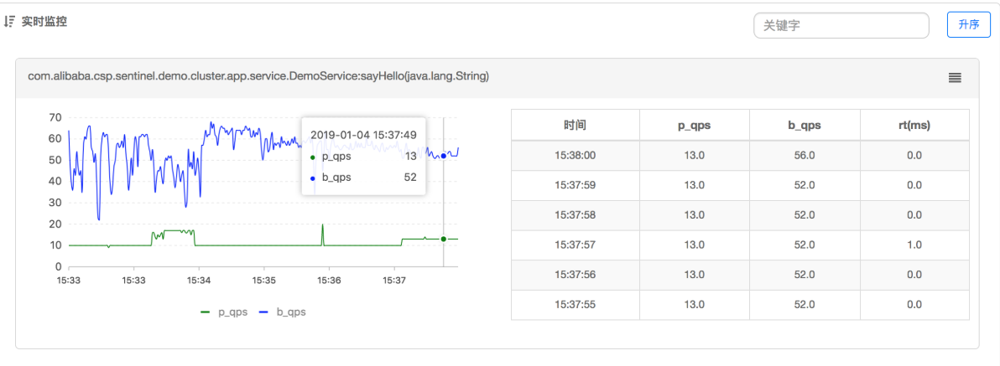 实时监控
关键字
升序
com.alibaba.csp.sentinel.demo.cluster.app.service.DemoService:sayHello(java.lang.String)
70
60
50
40
30
20
10
0
15:33 15:33 15:34 15:35 15:36 15:37
2019-01-04 15:37:49
p_qps 13
b_qps 52
p_qps b_qps
时间 p_qps b_qps rt(ms)
15:38:00 13.0 56.0 0.0
15:37:59 13.0 52.0 0.0
15:37:58 13.0 52.0 0.0
15:37:57 13.0 52.0 1.0
15:37:56 13.0 52.0 0.0
15:37:55 13.0 52.0 0.0